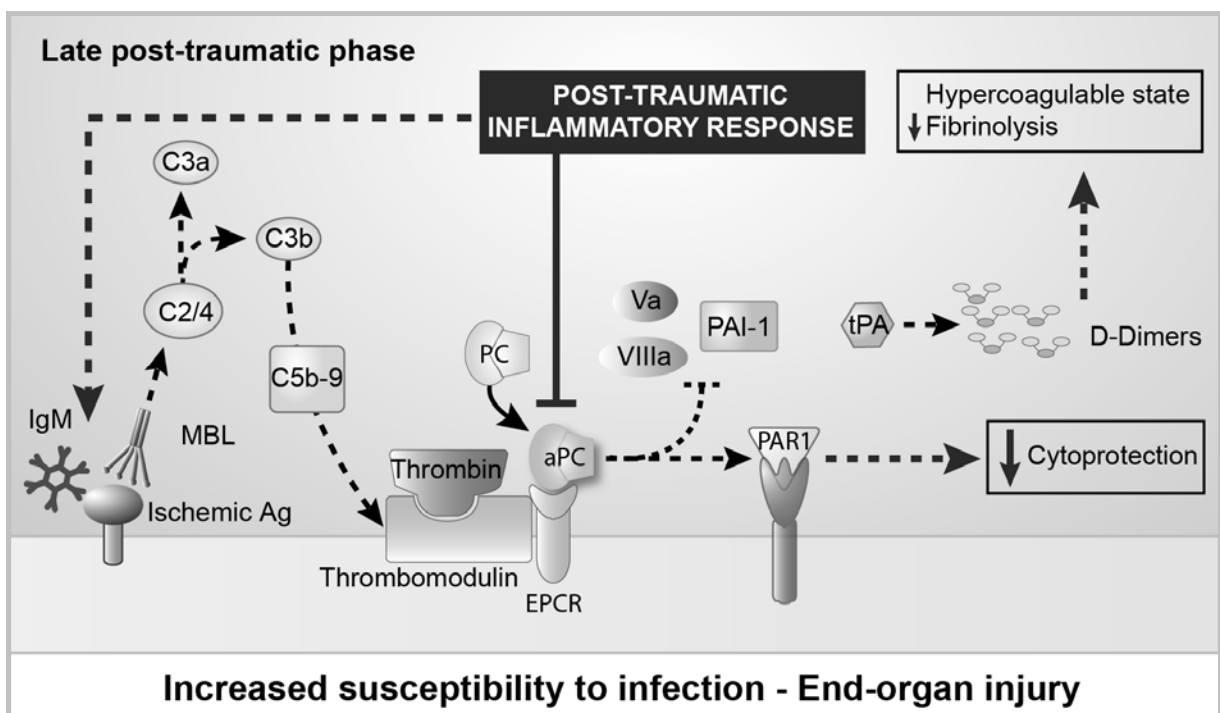 Late post-traumatic phase
POST-TRAUMATIC
INFLAMMATORY RESPONSE
Hypercoagulable state
Fibrinolysis
C3a
C3b
C2/4
C5b-9
IgM
MBL
Ischemic Ag
PC
aPC
Thrombin
Thrombomodulin
EPCR
Va
VIIIa
PAI-1
tPA
D-Dimers
PAR1
Cytoprotection
Increased susceptibility to infection - End-organ injury